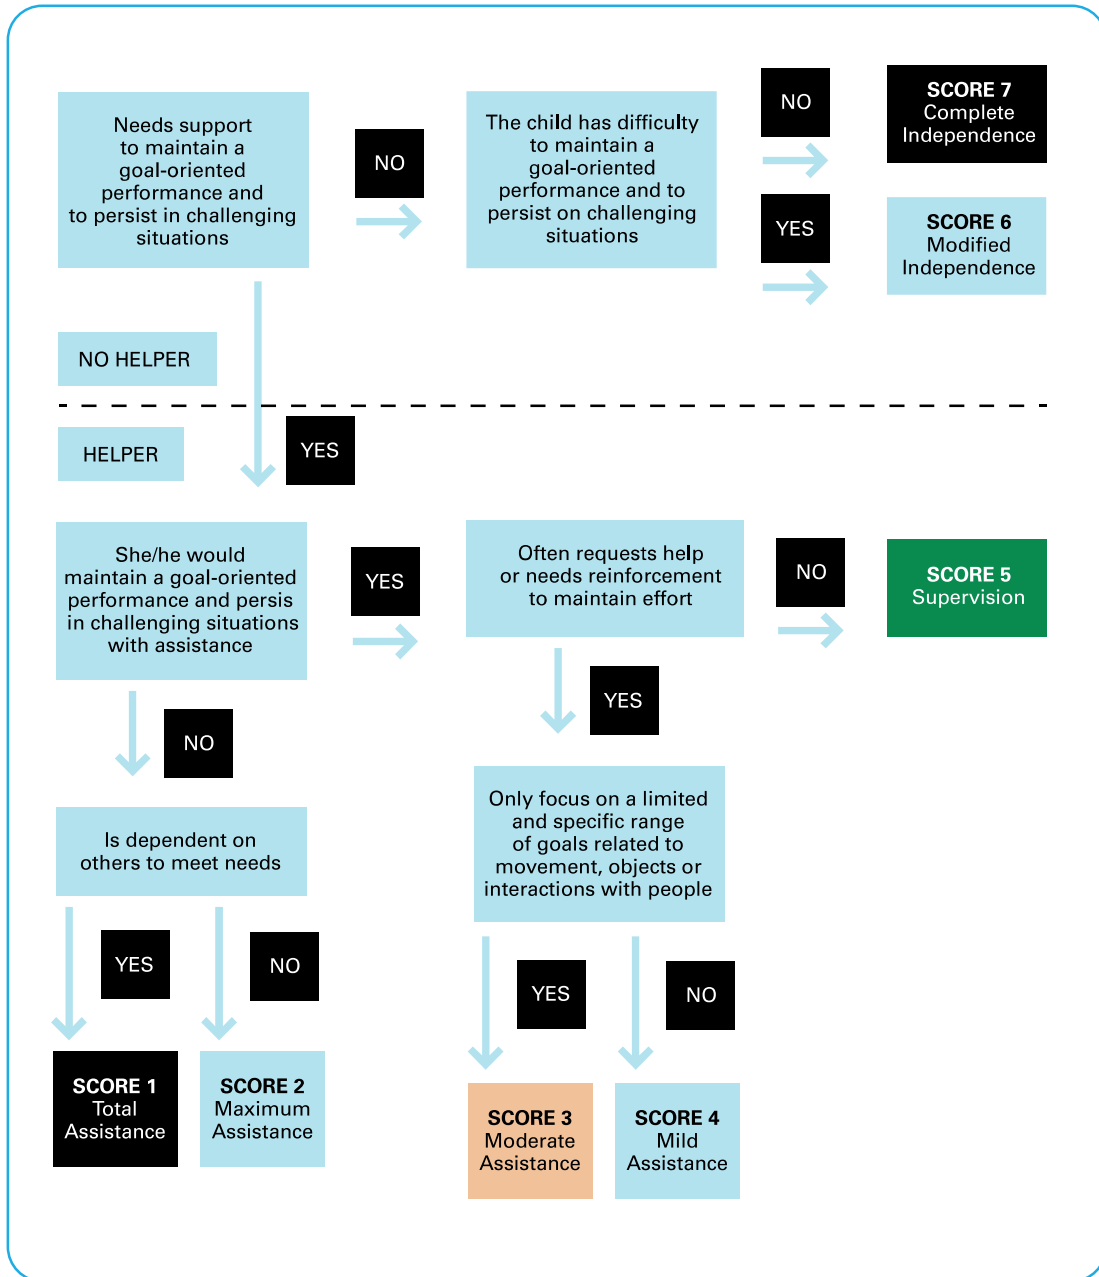 Needs support
to maintain a
goal-oriented
performance and
to persist in challenging
situations
NO
The child has difficulty
to maintain a
goal-oriented
performance and to
persist on challenging
situations
NO
SCORE 7
Complete
Independence
YES
SCORE 6
Modified
Independence
NO HELPER
HELPER
YES
She/he would
maintain a goal-oriented
performance and persis
in challenging situations
with assistance
YES
Often requests help
or needs reinforcement
to maintain effort
NO
SCORE 5
Supervision
NO
YES
Is dependent on
others to meet needs
Only focus on a limited
and specific range
of goals related to
movement, objects or
interactions with people
YES
NO
YES
NO
SCORE 1
Total
Assistance
SCORE 2
Maximum
Assistance
SCORE 3
Moderate
Assistance
SCORE 4
Mild
Assistance